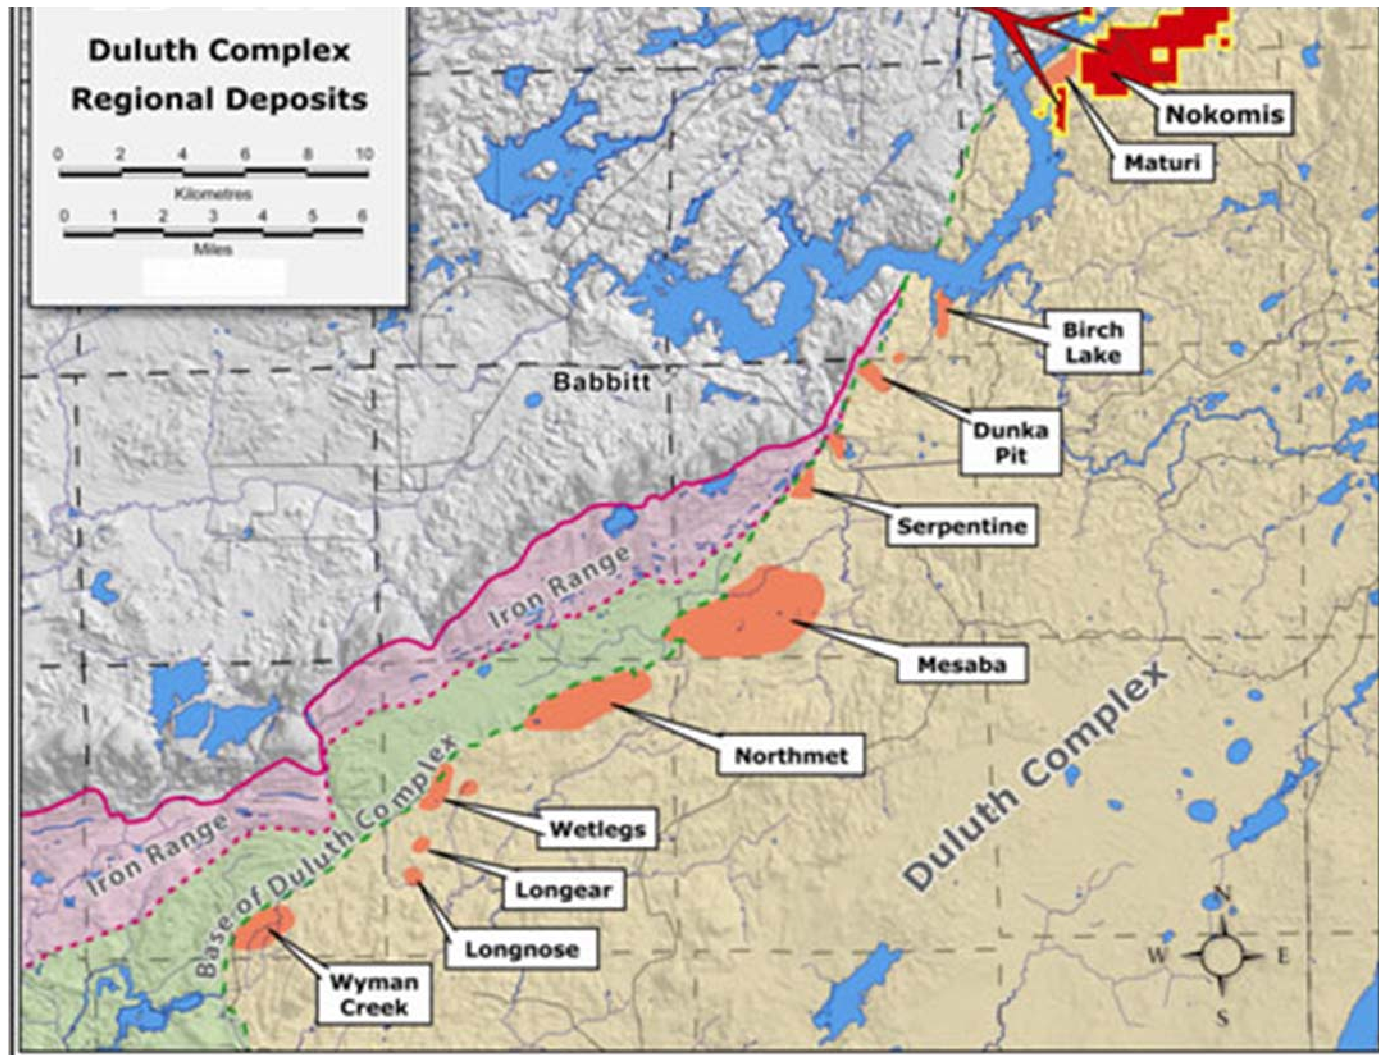 Duluth Complex
Regional Deposits
0 2 4 6 8 10
Kilometres
0 1 2 3 4 5 6
Miles
Nokomis
Maturi
Birch
Lake
Babbitt
Dunka
Pit
Serpentine
Iron Range
Mesaba
Duluth Complex
Northmet
Base of Duluth Complex
Wetlegs
Iron Range
Longear
Longnose
Wyman
Creek
N
W E
S